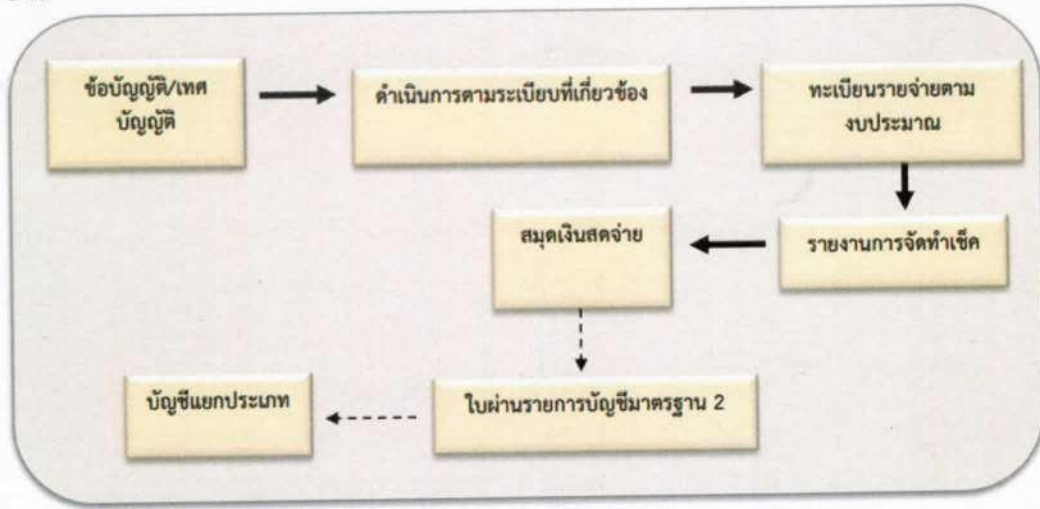 ข้อบัญญัติ/เทศ
บัญญัติ
ดำเนินการตามระเบียบที่เกี่ยวข้อง
ทะเบียนรายจ่ายตาม
งบประมาณ
รายงานการจัดทำเช็ค
สมุดเงินสดจ่าย
ใบผ่านรายการบัญชีมาตรฐาน 2
บัญชีแยกประเภท